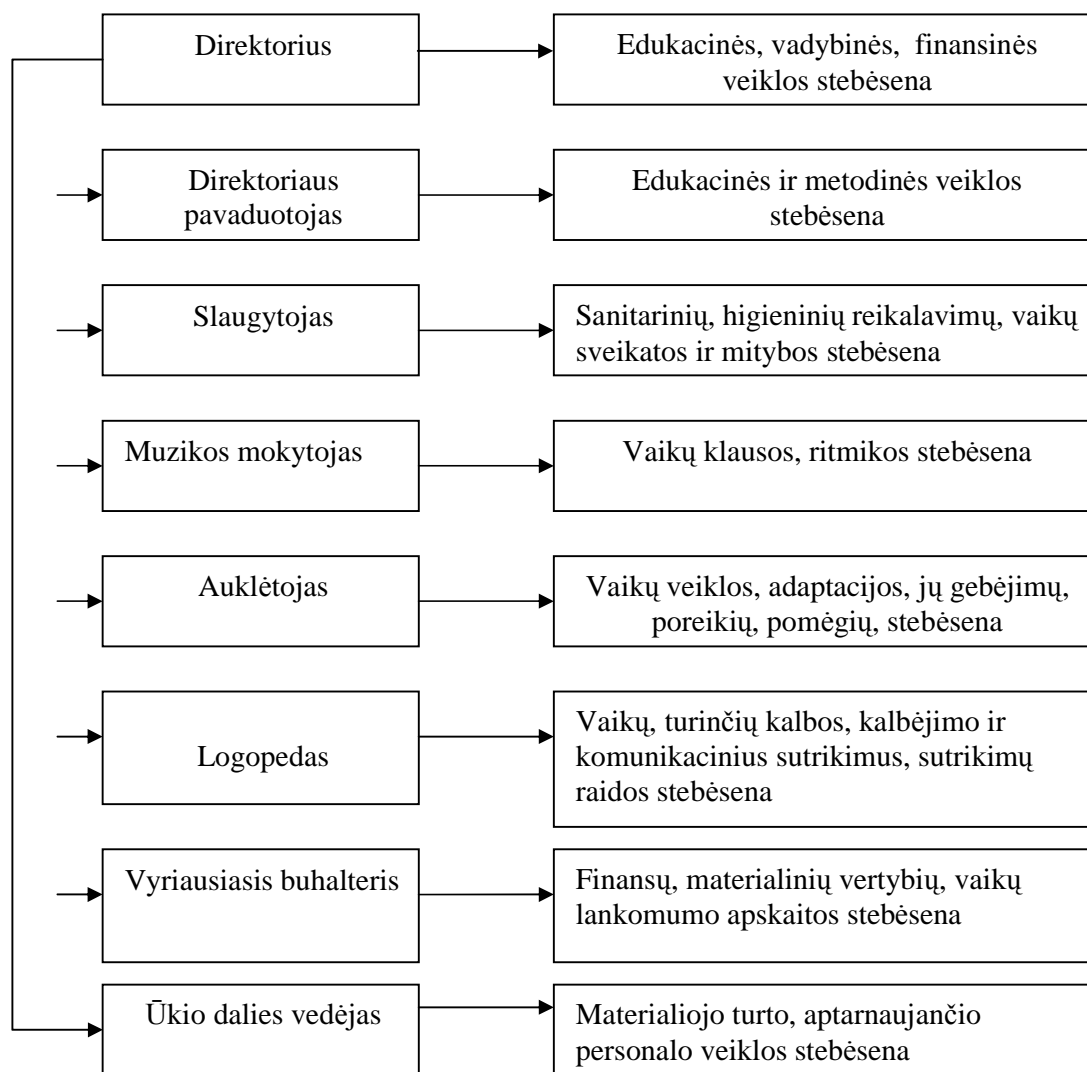 Direktorius
Edukacinės, vadybinės, finansinės
veiklos stebėsena
Direktoriaus
pavaduotojas
Edukacinės ir metodinės veiklos
stebėsena
Slaugytojas
Sanitarinių, higieninių reikalavimų, vaikų
sveikatos ir mitybos stebėsena
Muzikos mokytojas
Vaikų klausos, ritmikos stebėsena
Auklėtojas
Vaikų veiklos, adaptacijos, jų gebėjimų,
poreikių, pomėgių, stebėsena
Logopedas
Vaikų, turinčių kalbos, kalbėjimo ir
komunikacinius sutrikimus, sutrikimų
raidos stebėsena
Vyriausiasis buhalteris
Finansų, materialinių vertybių, vaikų
lankomumo apskaitos stebėsena
Ūkio dalies vedėjas
Materialiojo turto, aptarnaujančio
personalo veiklos stebėsena